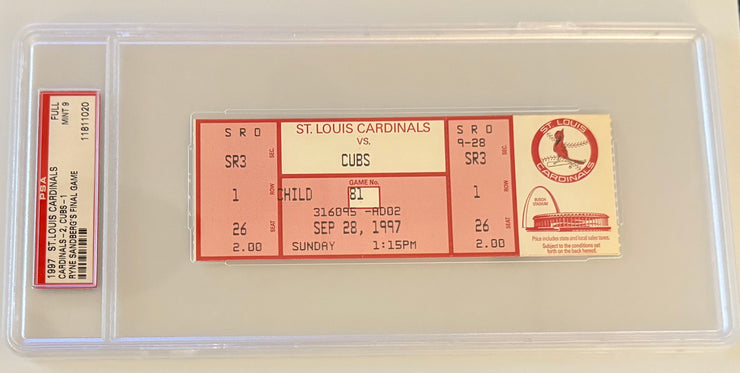 PSA
1997 ST.LOUIS CARDINALS
CARDINALS-2, CUBS-1
RYNE SANDBERG'S FINAL GAME
FULL
MINT 9
11811020
SRO
SR3
SEC.
1
ROW
26
SEAT
2.00
ST. LOUIS CARDINALS
VS.
CUBS
GAME No.
CHILD 81
316095 -AD02
SEP 28, 1997
SUNDAY 1:15PM
SRO
9-28
SEC.
SR3
1
ROW
26
SEAT
2.00
ST. LOUIS
CARDINALS
BUSCH
STADIUM
Price includes state and local sales taxes.
Subject to the conditions set
forth on the back hereof.